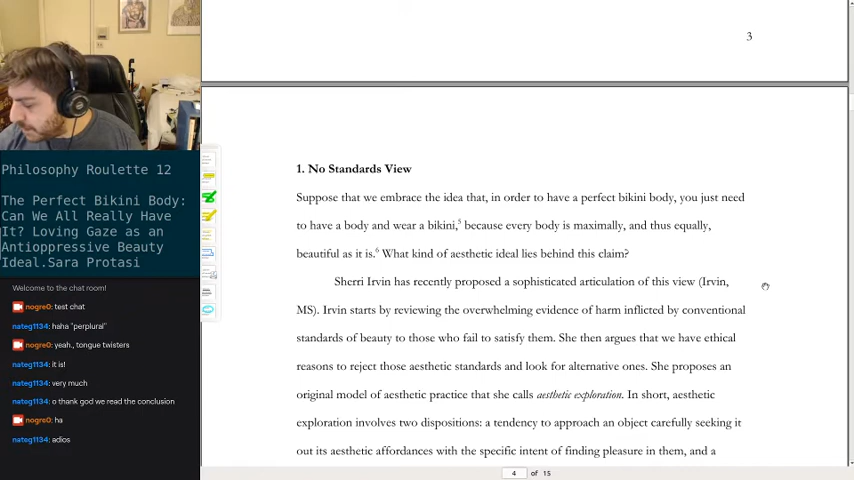 3
1. No Standards View
Suppose that we embrace the idea that, in order to have a perfect bikini body, you just need
to have a body and wear a bikini,5 because every body is maximally, and thus equally,
beautiful as it is.6 What kind of aesthetic ideal lies behind this claim?
Sherri Irvin has recently proposed a sophisticated articulation of this view (Irvin,
MS). Irvin starts by reviewing the overwhelming evidence of harm inflicted by conventional
standards of beauty to those who fail to satisfy them. She then argues that we have ethical
reasons to reject those aesthetic standards and look for alternative ones. She proposes an
original model of aesthetic practice that she calls aesthetic exploration. In short, aesthetic
exploration involves two dispositions: a tendency to approach an object carefully seeking it
out its aesthetic affordances with the specific intent of finding pleasure in them, and a
4 of 15
Philosophy Roulette 12
The Perfect Bikini Body:
Can We All Really Have
It? Loving Gaze as an
Antioppressive Beauty
Ideal.Sara Protasi
Welcome to the chat room!
nogre0: test chat
nateg1134: haha "perplural"
nogre0: yeah., tongue twisters
nateg1134: it is!
nateg1134: very much
nateg1134: o thank god we read the conclusion
nogre0: ha
nateg1134: adios